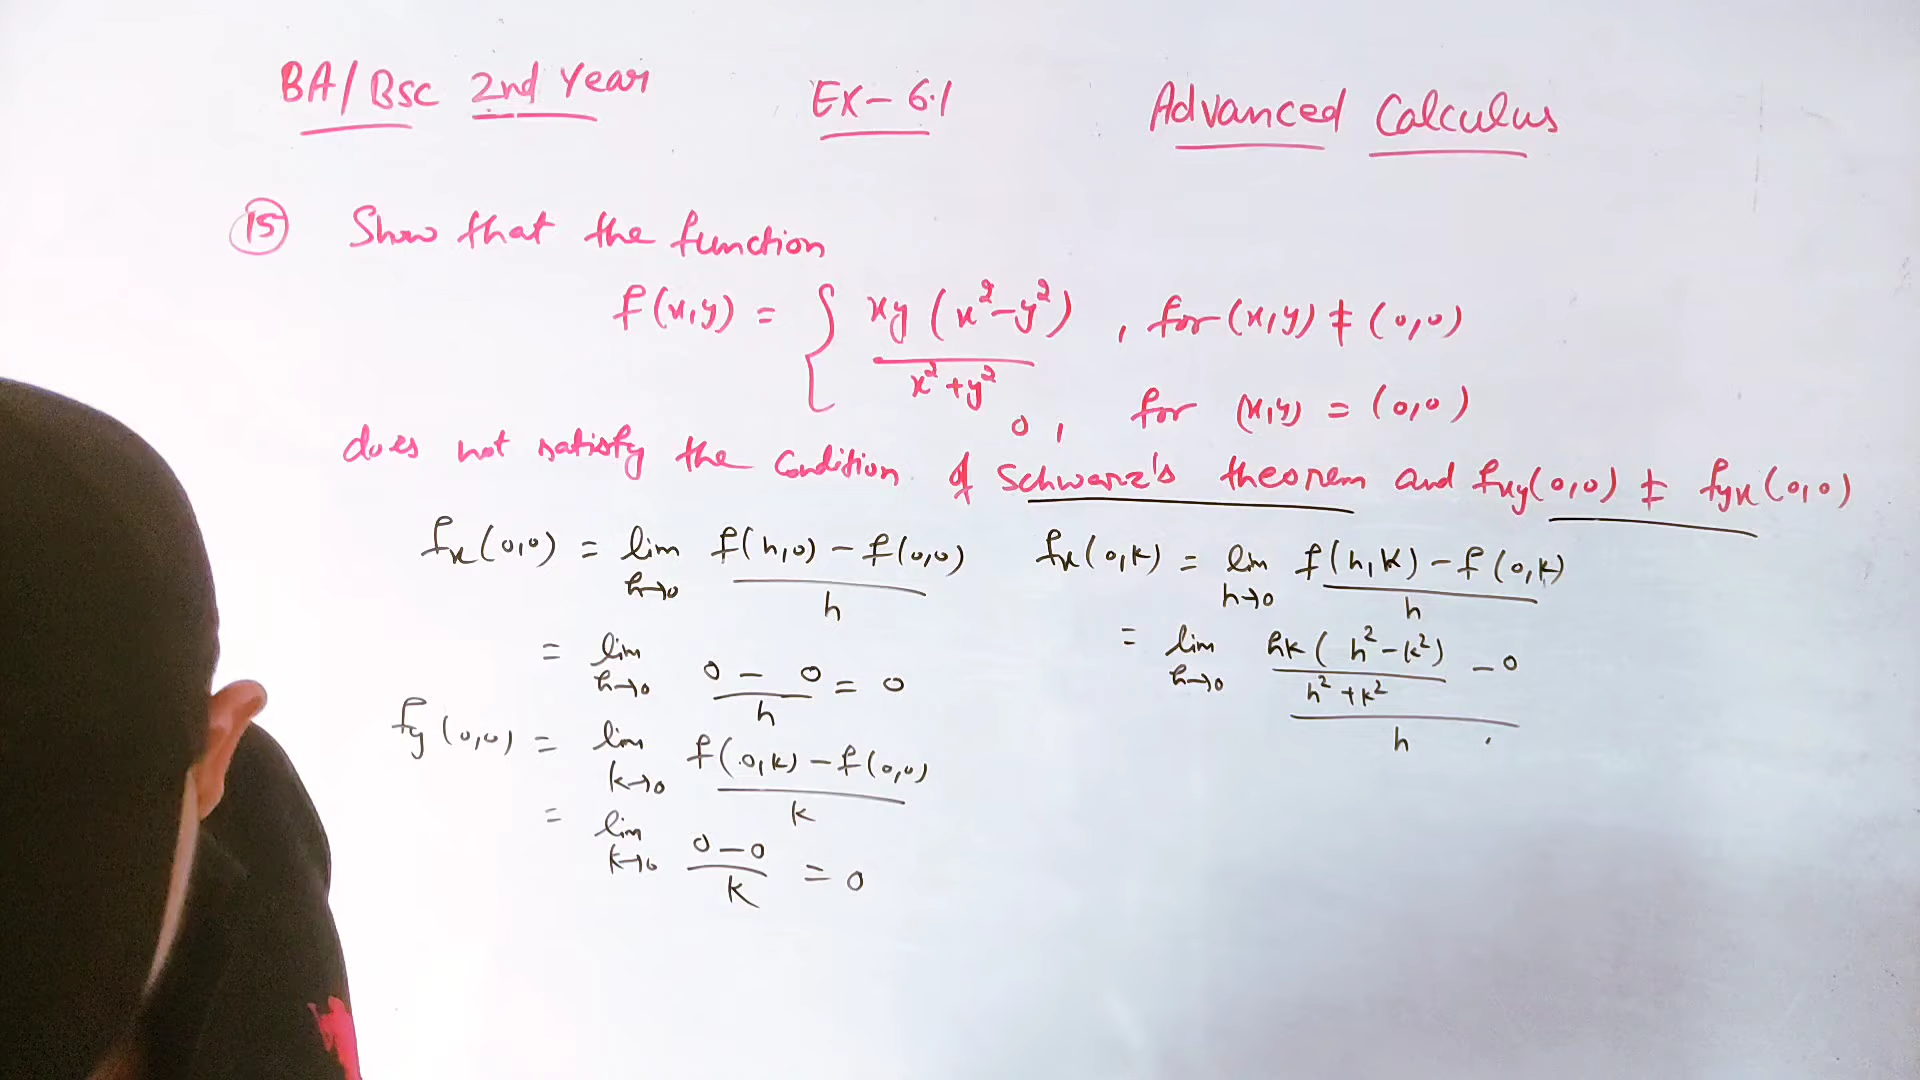 BA/BSc 2nd Year EX-6.1 Advanced Calculus
(15) Show that the function
f(x,y) = { xy(x²-y²) / x²+y² , for (x,y) ≠ (0,0)
0, for (x,y) = (0,0)
does not satisfy the condition of Schwarz's theorem and fxy(0,0) ≠ fyx(0,0)
fx(0,0) = lim h→0 f(h,0) - f(0,0) / h
= lim h→0 0 - 0 / h = 0
fy(0,0) = lim k→0 f(0,k) - f(0,0) / k
= lim k→0 0-0 / k = 0
fx(0,k) = lim h→0 f(h,k) - f(0,k) / h
= lim h→0 hk(h²-k²) / h²+k² - 0 / h